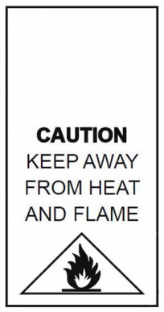 CAUTION
KEEP AWAY
FROM HEAT
AND FLAME